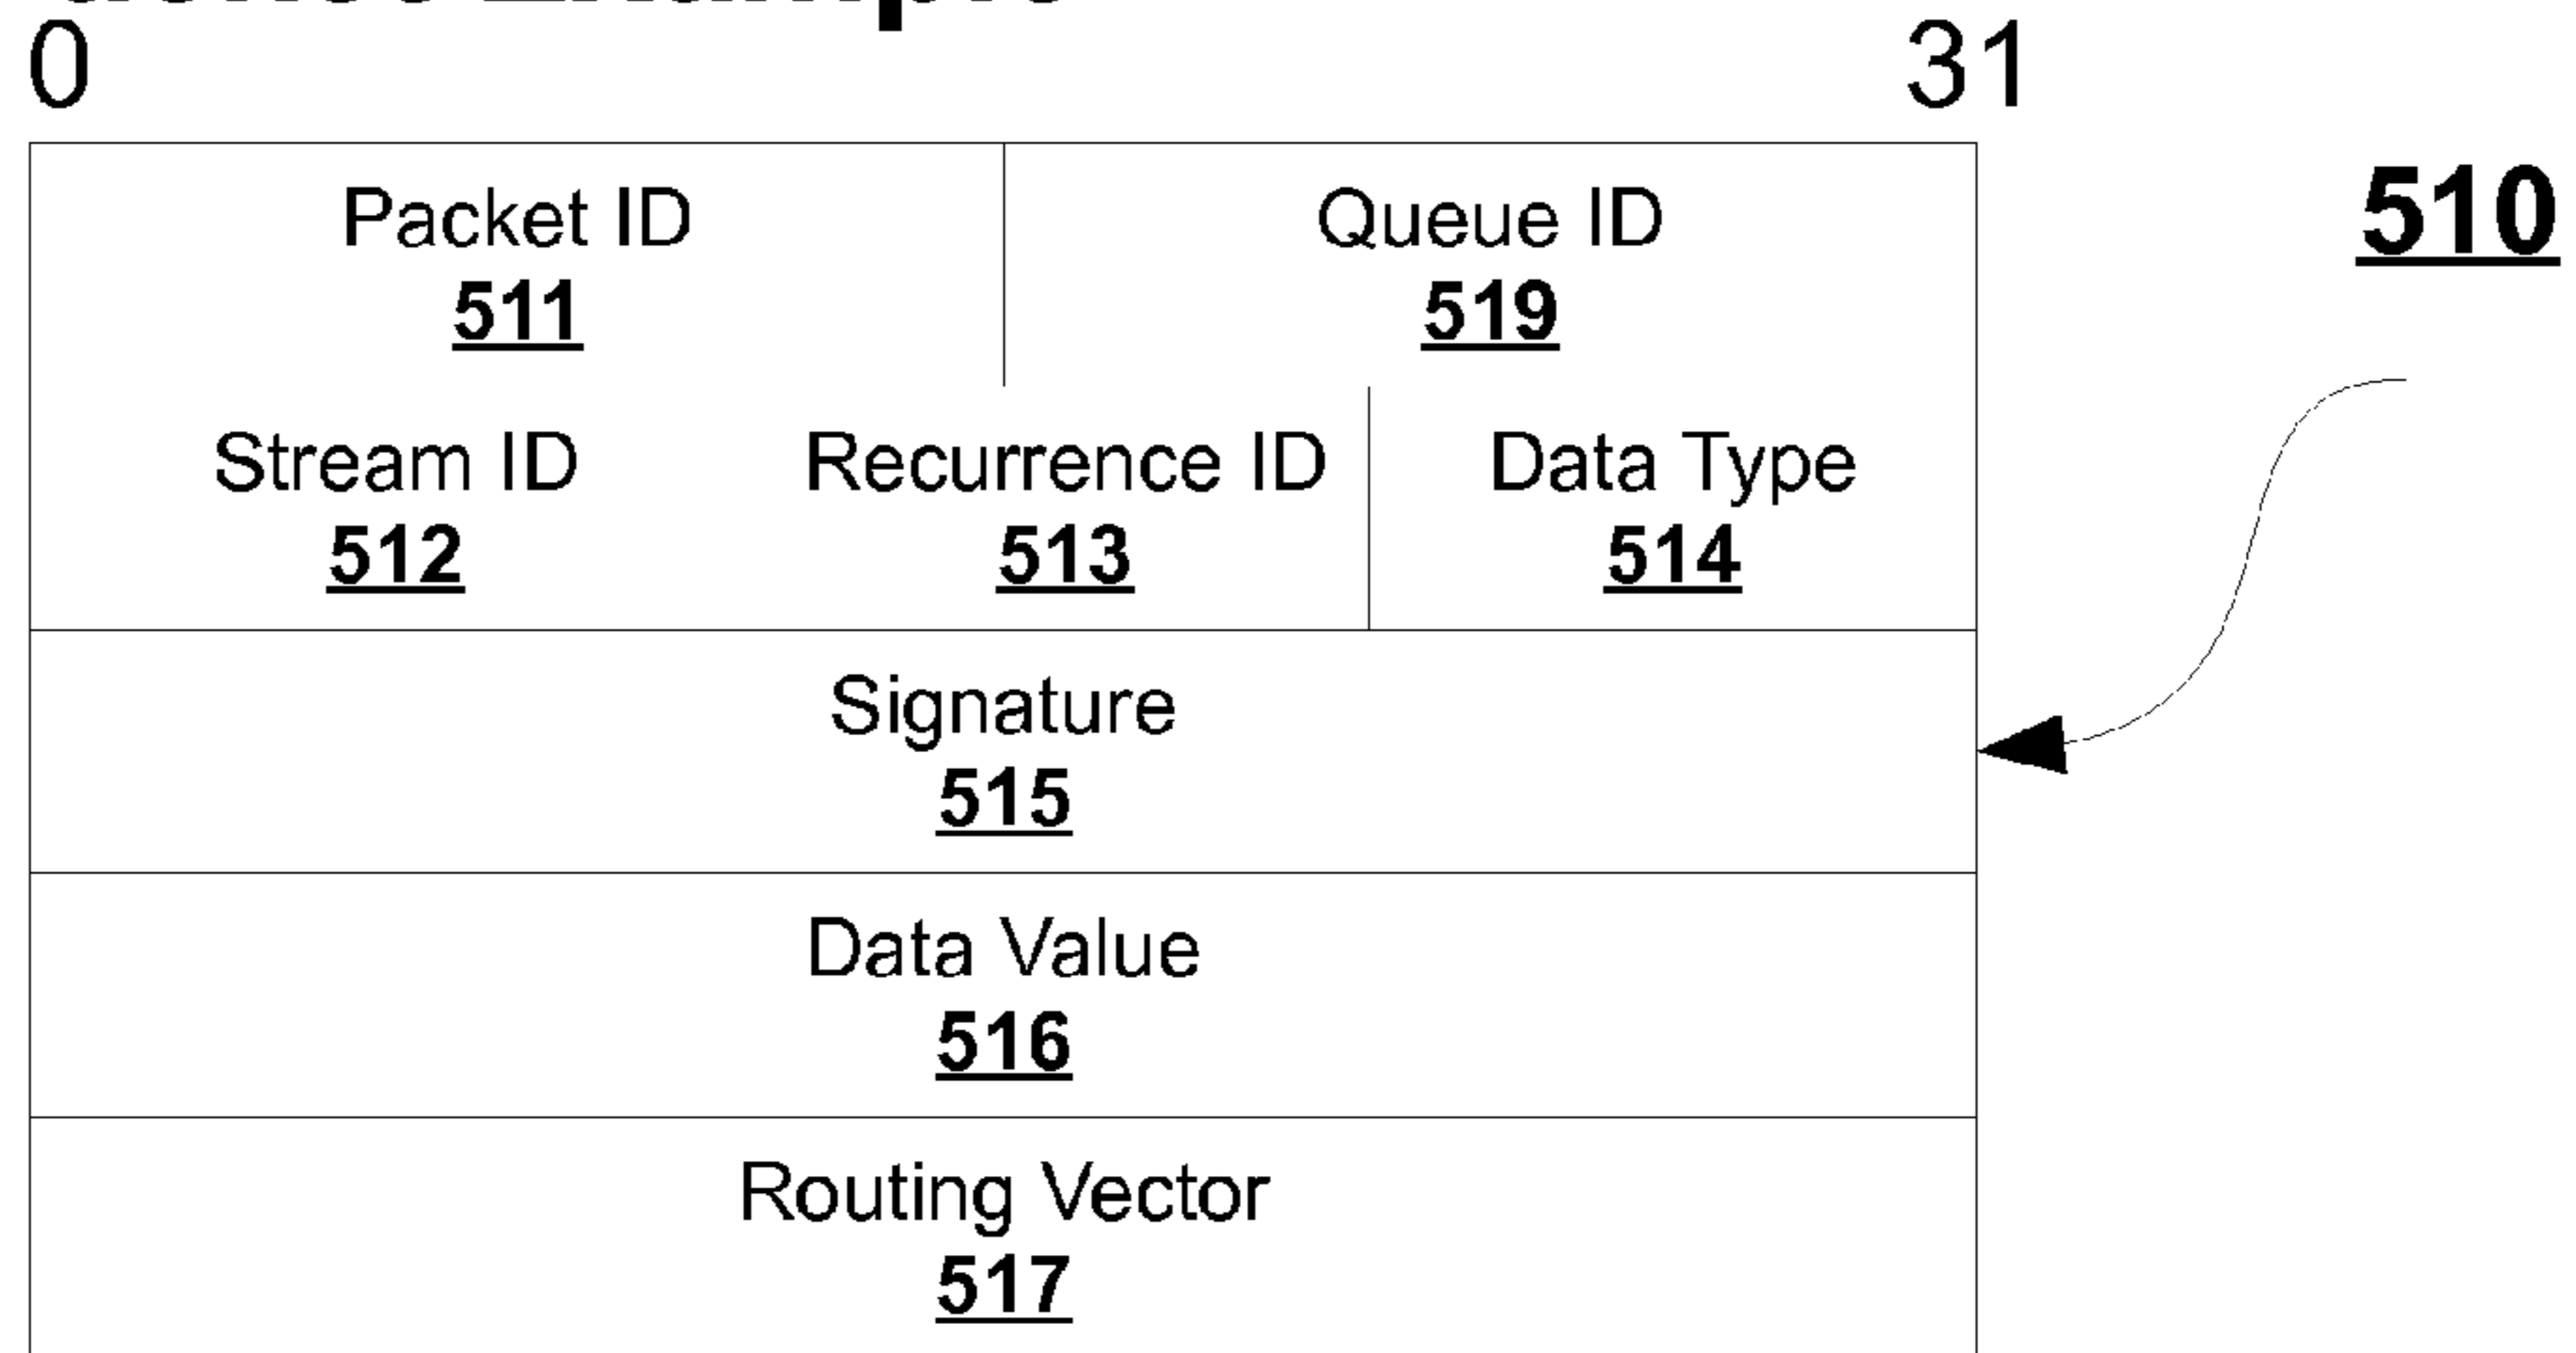 0 31
510
Packet ID Queue ID
511 519
Stream ID Recurrence ID Data Type
512 513 514
Signature
515
Data Value
516
Routing Vector
517